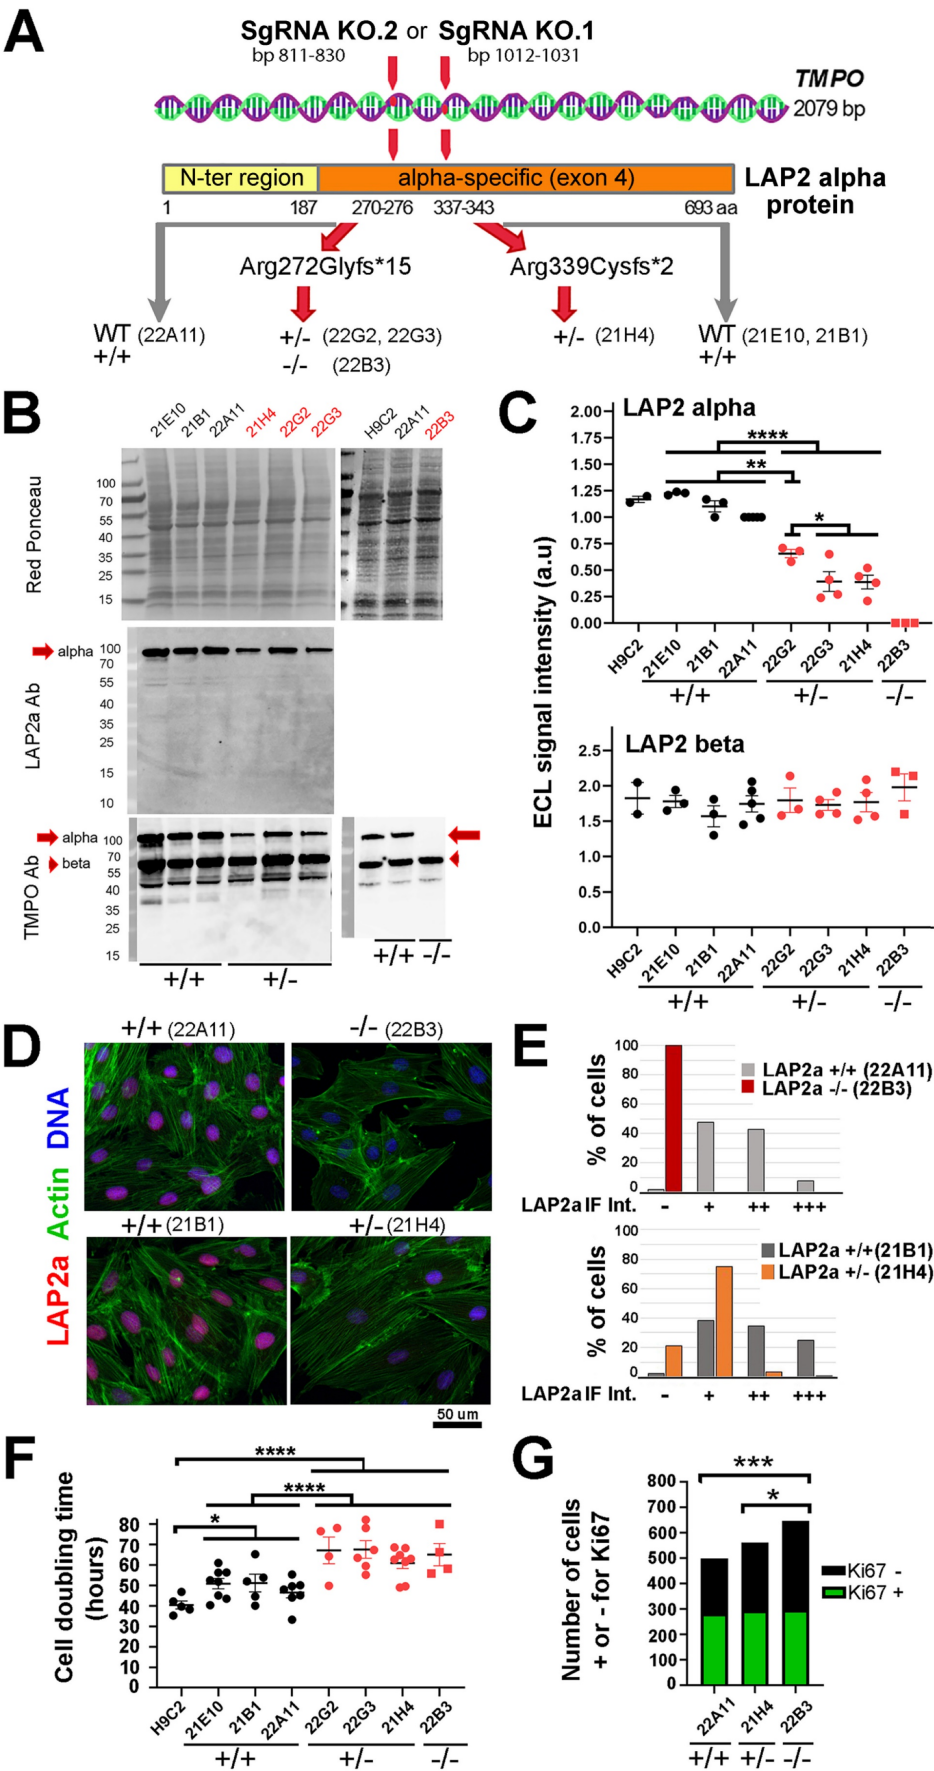 A
SgRNA KO.2 or SgRNA KO.1
bp 811-830
bp 1012-1031
TMPO
2079 bp
N-ter region
alpha-specific (exon 4)
LAP2 alpha
protein
1
187
270-276
337-343
693 aa
Arg272Glyfs*15
Arg339Cysfs*2
WT (22A11)
+/+
+/- (22G2, 22G3)
-/- (22B3)
+/- (21H4)
WT (21E10, 21B1)
+/+
B
21E10
21B1
22A11
21H4
22G2
22G3
H9C2
22A11
22B3
Red Ponceau
100
70
55
40
35
25
15
LAP2a Ab
alpha
100
70
55
40
35
25
15
10
TMPO Ab
alpha
beta
100
70
55
40
35
25
15
+/+
+/-
+/+
-/-
C
ECL signal intensity (a.u)
LAP2 alpha
2.00
1.75
1.50
1.25
1.00
0.75
0.50
0.25
0.00
****
**
*
H9C2
21E10
21B1
22A11
22G2
22G3
21H4
22B3
+/+
+/-
-/-
LAP2 beta
2.5
2.0
1.5
1.0
0.5
0.0
H9C2
21E10
21B1
22A11
22G2
22G3
21H4
22B3
+/+
+/-
-/-
D
LAP2a Actin DNA
+/+ (22A11)
-/- (22B3)
+/+ (21B1)
+/- (21H4)
50 um
E
% of cells
100
80
60
40
20
0
LAP2a +/+ (22A11)
LAP2a -/- (22B3)
LAP2a IF Int.
-
+
++
+++
% of cells
100
80
60
40
20
0
LAP2a +/+(21B1)
LAP2a +/- (21H4)
LAP2a IF Int.
-
+
++
+++
F
Cell doubling time
(hours)
80
70
60
50
40
30
20
10
0
****
****
*
H9C2
21E10
21B1
22A11
22G2
22G3
21H4
22B3
+/+
+/-
-/-
G
Number of cells
+ or - for Ki67
800
700
600
500
400
300
200
100
0
***
*
Ki67 -
Ki67 +
22A11
21H4
22B3
+/+
+/-
-/-